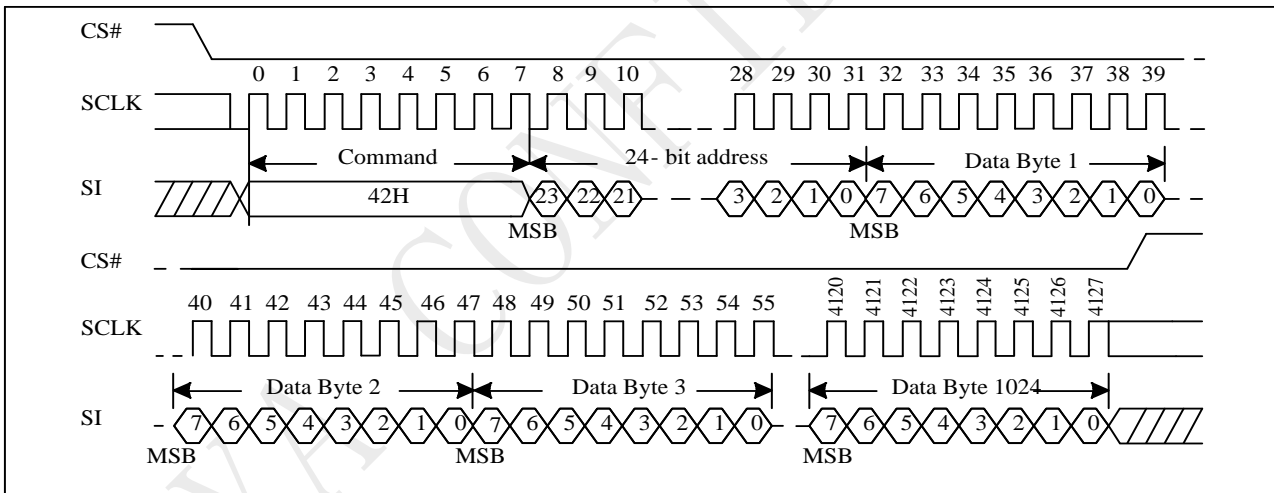 CS#
0 1 2 3 4 5 6 7 8 9 10 28 29 30 31 32 33 34 35 36 37 38 39
SCLK
Command 24- bit address Data Byte 1
SI 42H 23 22 21 3 2 1 0 7 6 5 4 3 2 1 0
MSB MSB
CS#
40 41 42 43 44 45 46 47 48 49 50 51 52 53 54 55 4120 4121 4122 4123 4124 4125 4126 4127
SCLK
Data Byte 2 Data Byte 3 Data Byte 1024
SI 7 6 5 4 3 2 1 0 7 6 5 4 3 2 1 0 7 6 5 4 3 2 1 0
MSB MSB MSB